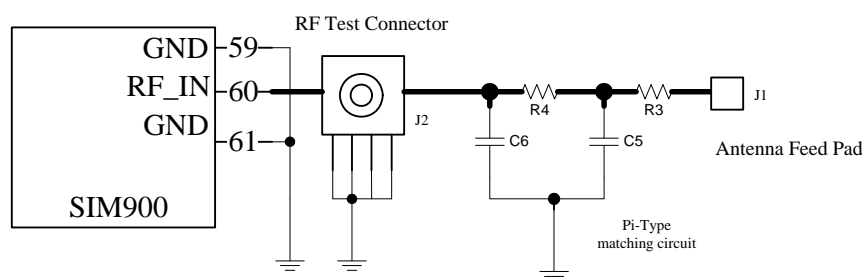 RF Test Connector
GND 59
RF_IN 60
GND
61
SIM900
J2
R4
R3
J1
C6
C5
Antenna Feed Pad
Pi-Type
matching circuit